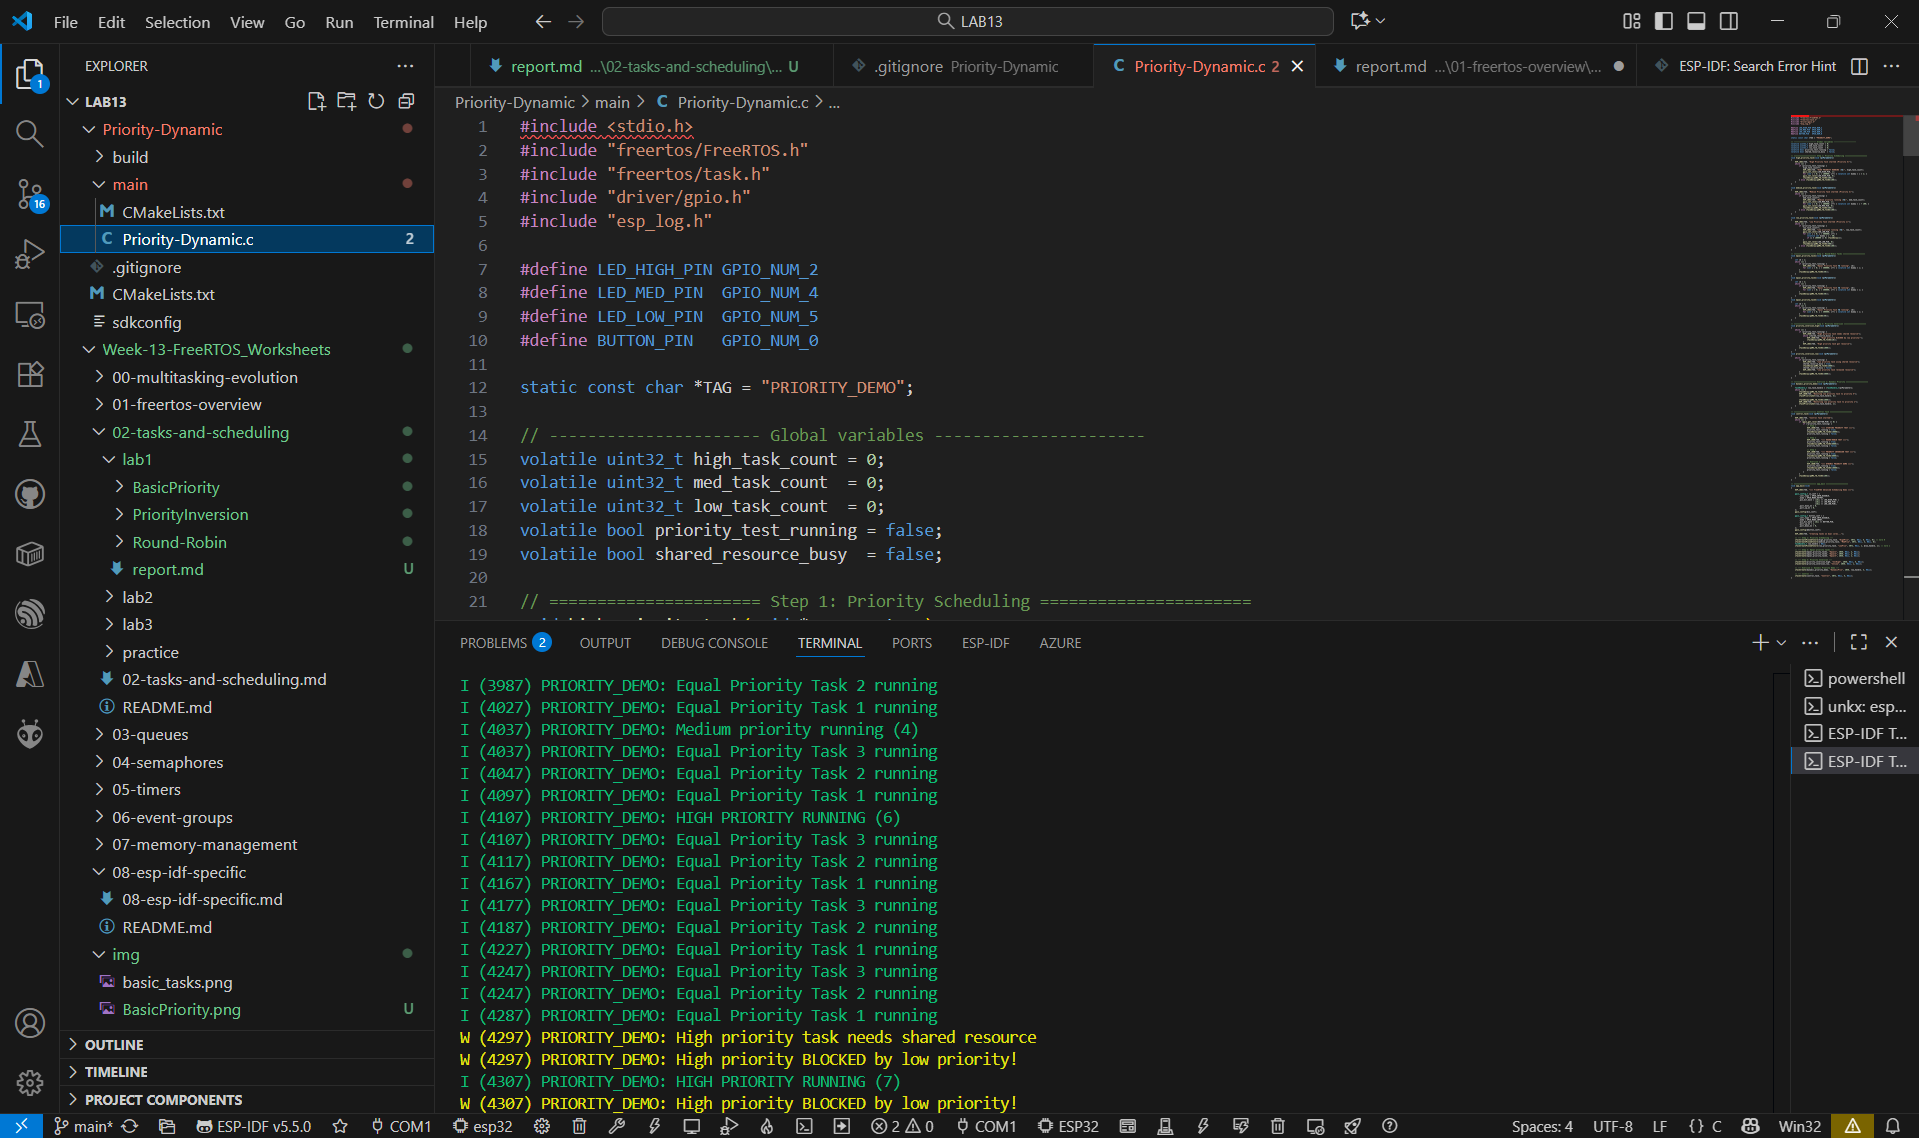 File Edit Selection View Go Run Terminal Help
LAB13
EXPLORER
LAB13
Priority-Dynamic
build
main
CMakeLists.txt
Priority-Dynamic.c 2
.gitignore
CMakeLists.txt
sdkconfig
Week-13-FreeRTOS_Worksheets
00-multitasking-evolution
01-freertos-overview
02-tasks-and-scheduling
lab1
BasicPriority
PriorityInversion
Round-Robin
report.md U
lab2
lab3
practice
02-tasks-and-scheduling.md
README.md
03-queues
04-semaphores
05-timers
06-event-groups
07-memory-management
08-esp-idf-specific
08-esp-idf-specific.md
README.md
img
basic_tasks.png
BasicPriority.png U
OUTLINE
TIMELINE
PROJECT COMPONENTS
1
16
report.md ...\02-tasks-and-scheduling\... U
.gitignore Priority-Dynamic
Priority-Dynamic.c 2
report.md ...\01-freertos-overview\...
ESP-IDF: Search Error Hint
Priority-Dynamic > main > C Priority-Dynamic.c > ...
1 #include <stdio.h>
2 #include "freertos/FreeRTOS.h"
3 #include "freertos/task.h"
4 #include "driver/gpio.h"
5 #include "esp_log.h"
6
7 #define LED_HIGH_PIN GPIO_NUM_2
8 #define LED_MED_PIN  GPIO_NUM_4
9 #define LED_LOW_PIN  GPIO_NUM_5
10 #define BUTTON_PIN   GPIO_NUM_0
11
12 static const char *TAG = "PRIORITY_DEMO";
13
14 // ---------------------- Global variables ----------------------
15 volatile uint32_t high_task_count = 0;
16 volatile uint32_t med_task_count  = 0;
17 volatile uint32_t low_task_count  = 0;
18 volatile bool priority_test_running = false;
19 volatile bool shared_resource_busy  = false;
20
21 // ====================== Step 1: Priority Scheduling ======================
PROBLEMS 2 OUTPUT DEBUG CONSOLE TERMINAL PORTS ESP-IDF AZURE
I (3987) PRIORITY_DEMO: Equal Priority Task 2 running
I (4027) PRIORITY_DEMO: Equal Priority Task 1 running
I (4037) PRIORITY_DEMO: Medium priority running (4)
I (4037) PRIORITY_DEMO: Equal Priority Task 3 running
I (4047) PRIORITY_DEMO: Equal Priority Task 2 running
I (4097) PRIORITY_DEMO: Equal Priority Task 1 running
I (4107) PRIORITY_DEMO: HIGH PRIORITY RUNNING (6)
I (4107) PRIORITY_DEMO: Equal Priority Task 3 running
I (4117) PRIORITY_DEMO: Equal Priority Task 2 running
I (4167) PRIORITY_DEMO: Equal Priority Task 1 running
I (4177) PRIORITY_DEMO: Equal Priority Task 3 running
I (4187) PRIORITY_DEMO: Equal Priority Task 2 running
I (4227) PRIORITY_DEMO: Equal Priority Task 1 running
I (4247) PRIORITY_DEMO: Equal Priority Task 3 running
I (4247) PRIORITY_DEMO: Equal Priority Task 2 running
I (4287) PRIORITY_DEMO: Equal Priority Task 1 running
W (4297) PRIORITY_DEMO: High priority task needs shared resource
W (4297) PRIORITY_DEMO: High priority BLOCKED by low priority!
I (4307) PRIORITY_DEMO: HIGH PRIORITY RUNNING (7)
W (4307) PRIORITY_DEMO: High priority BLOCKED by low priority!
powershell
unkx: esp...
ESP-IDF T...
ESP-IDF T...
main* ESP-IDF v5.5.0 COM1 esp32 2 0 COM1 ESP32 Spaces: 4 UTF-8 LF {} C Win32